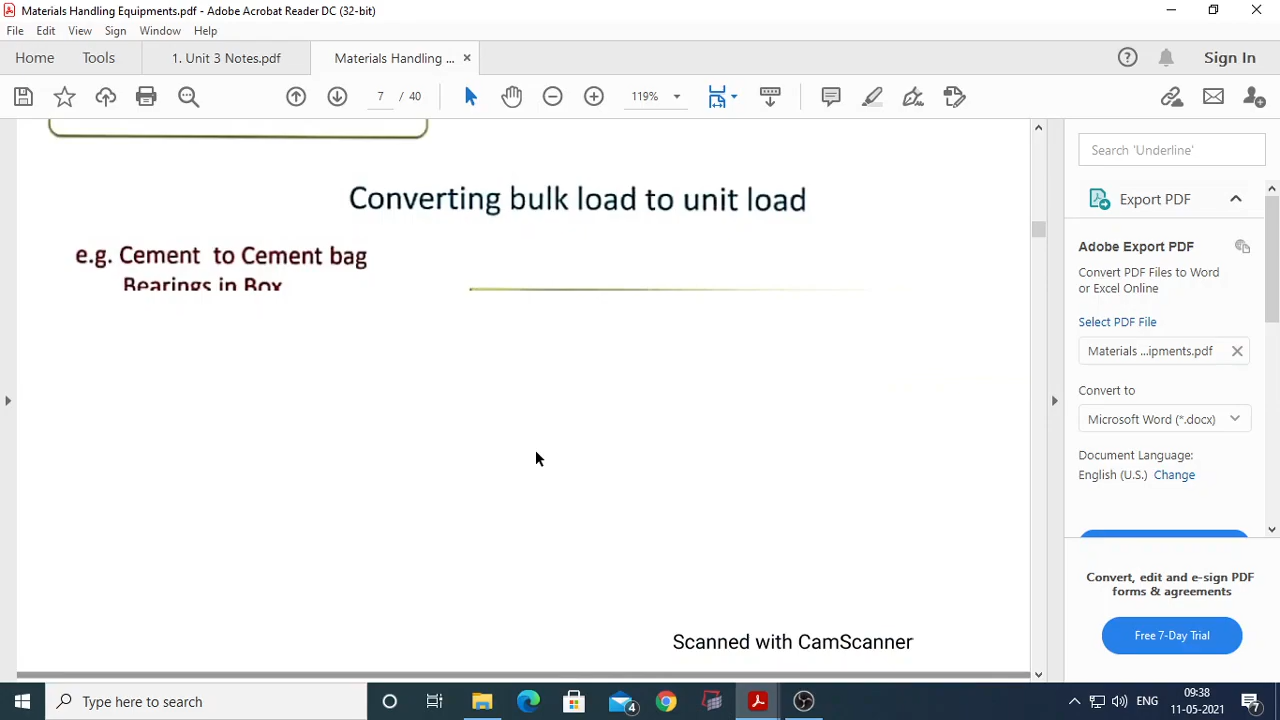 Materials Handling Equipments.pdf - Adobe Acrobat Reader DC (32-bit)
File Edit View Sign Window Help
Home Tools 1. Unit 3 Notes.pdf Materials Handling ... Sign In
7 / 40 119%
Converting bulk load to unit load
e.g. Cement to Cement bag
Bearings in Box
Scanned with CamScanner
Search 'Underline'
Export PDF
Adobe Export PDF
Convert PDF Files to Word
or Excel Online
Select PDF File
Materials ...ipments.pdf
Convert to
Microsoft Word (*.docx)
Document Language:
English (U.S.) Change
Convert, edit and e-sign PDF
forms & agreements
Free 7-Day Trial
Type here to search
4
ENG
09:38
11-05-2021
7